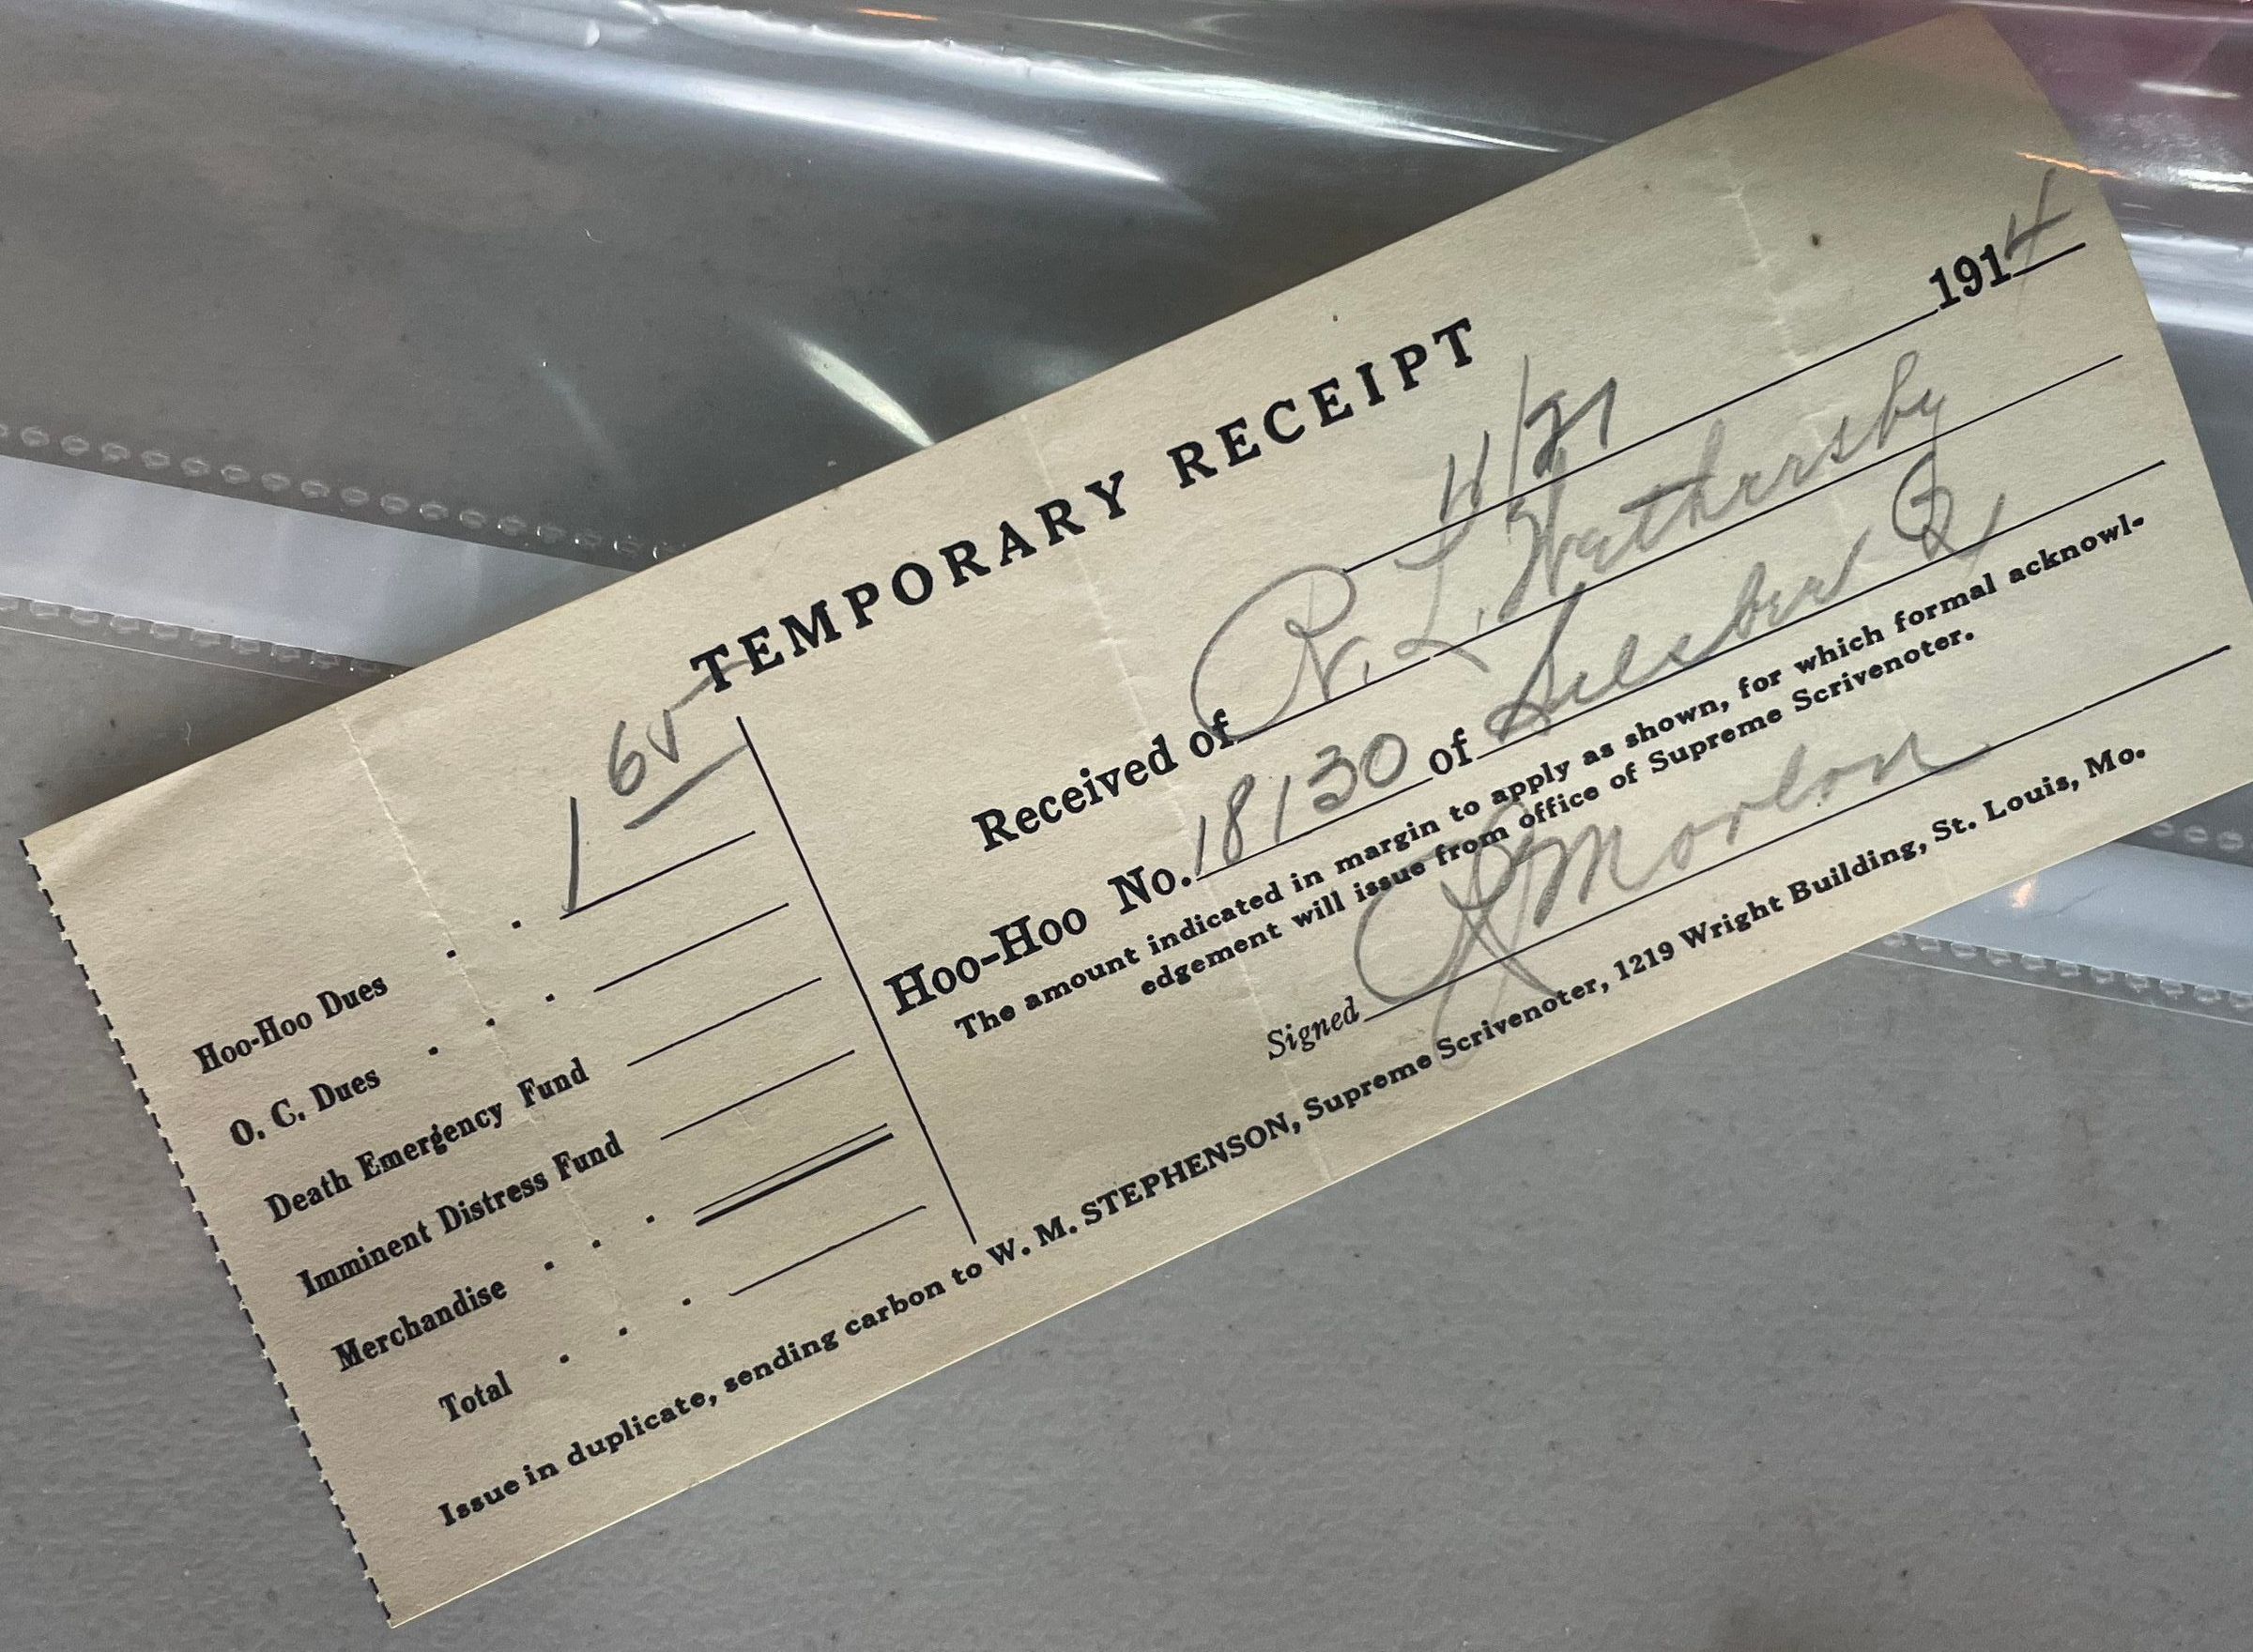 TEMPORARY RECEIPT
11/21 1914
Received of R. L. Weathersby
Hoo-Hoo No. 18130 of
The amount indicated in margin to apply as shown, for which formal acknowl-
edgement will issue from office of Supreme Scrivenoter.
Signed
Hoo-Hoo Dues . . 1 65
O. C. Dues . . .
Death Emergency Fund
Imminent Distress Fund
Merchandise . . .
Total . . .
Issue in duplicate, sending carbon to W. M. STEPHENSON, Supreme Scrivenoter, 1219 Wright Building, St. Louis, Mo.